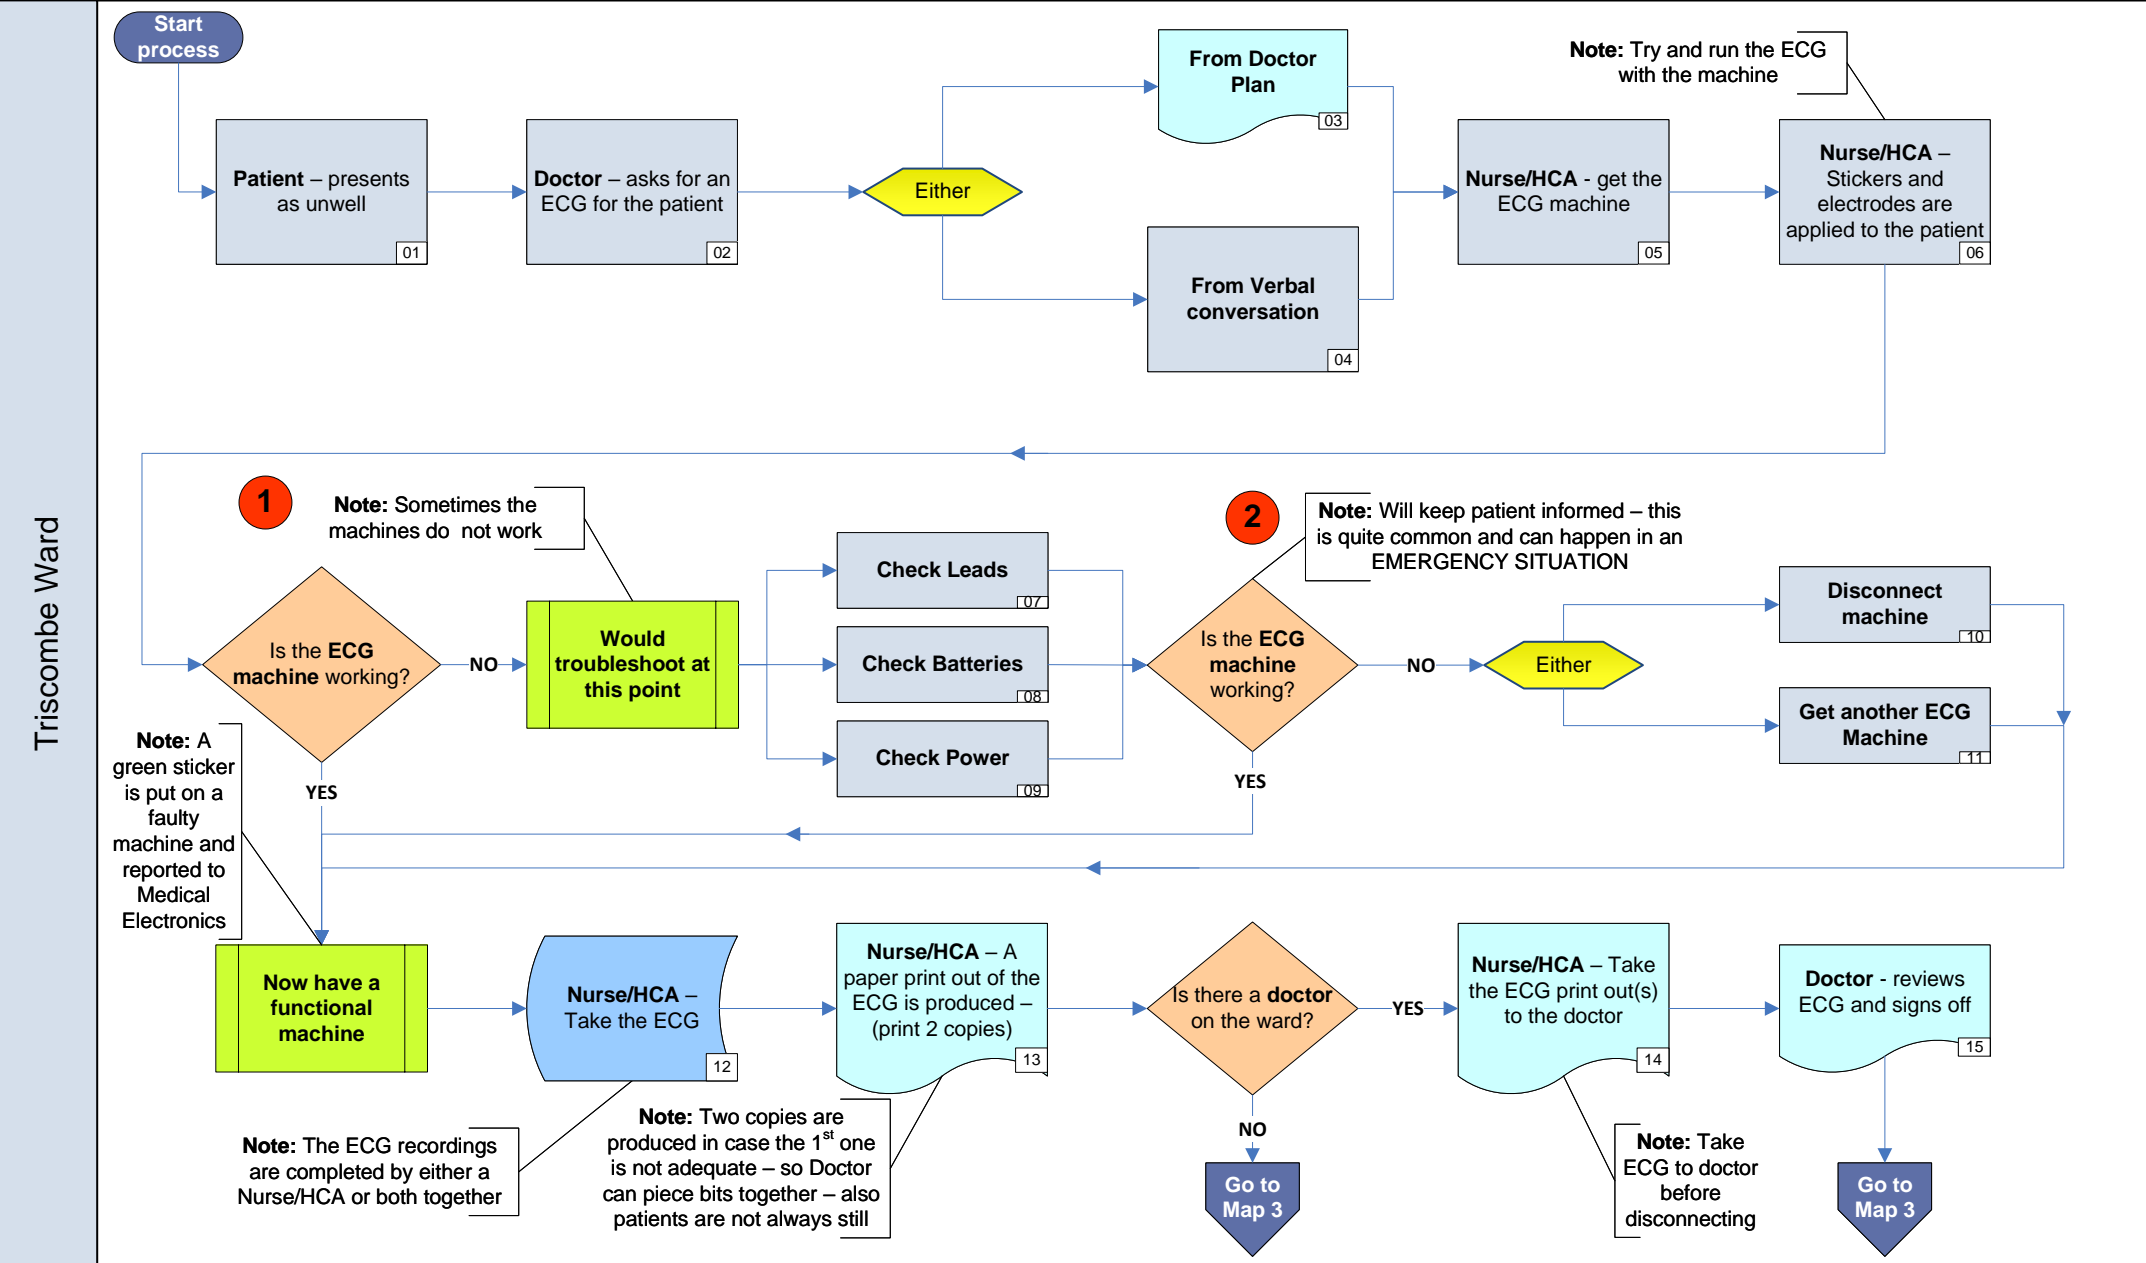 Triscombe Ward
Start
process
Patient – presents
as unwell
01
Doctor – asks for an
ECG for the patient
02
Either
From Doctor
Plan
03
From Verbal
conversation
04
Nurse/HCA - get the
ECG machine
05
Note: Try and run the ECG
with the machine
Nurse/HCA –
Stickers and
electrodes are
applied to the patient
06
1
Note: Sometimes the
machines do  not work
Is the ECG
machine working?
NO
YES
Would
troubleshoot at
this point
Check Leads
07
Check Batteries
08
Check Power
09
2
Note: Will keep patient informed – this
is quite common and can happen in an
EMERGENCY SITUATION
Is the ECG
machine
working?
NO
YES
Either
Disconnect
machine
10
Get another ECG
Machine
11
Note: A
green sticker
is put on a
faulty
machine and
reported to
Medical
Electronics
Now have a
functional
machine
Nurse/HCA –
Take the ECG
12
Note: The ECG recordings
are completed by either a
Nurse/HCA or both together
Nurse/HCA – A
paper print out of the
ECG is produced –
(print 2 copies)
13
Note: Two copies are
produced in case the 1st one
is not adequate – so Doctor
can piece bits together – also
patients are not always still
Is there a doctor
on the ward?
YES
NO
Go to
Map 3
Nurse/HCA – Take
the ECG print out(s)
to the doctor
14
Note: Take
ECG to doctor
before
disconnecting
Doctor - reviews
ECG and signs off
15
Go to
Map 3